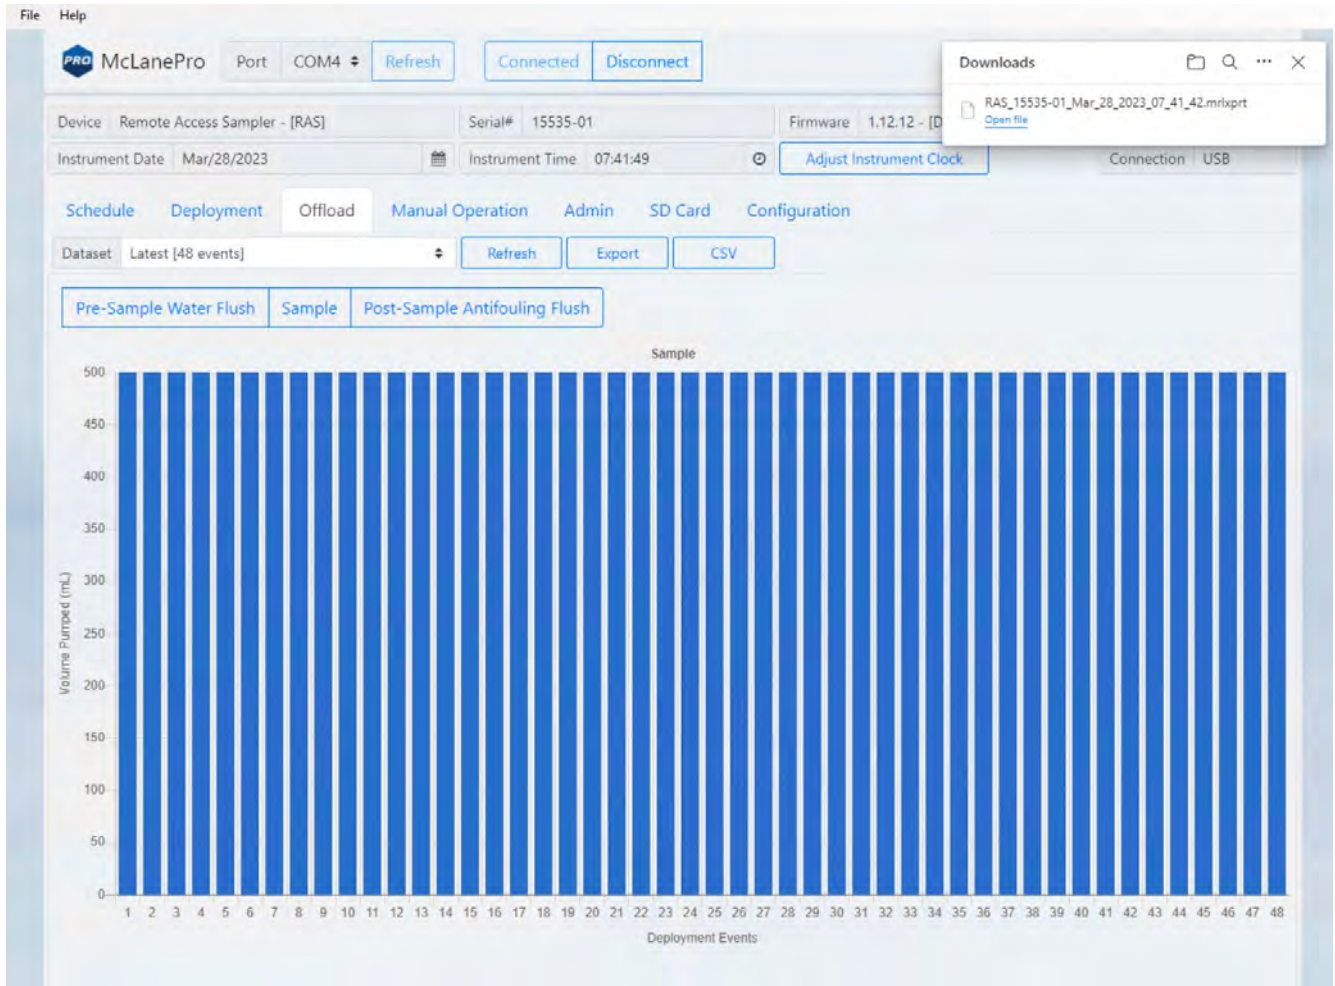 File Help
PRO McLanePro Port COM4 Refresh Connected Disconnect
Downloads
RAS_15535-01_Mar_28_2023_07_41_42.mrlxprt
Open file
Device Remote Access Sampler - [RAS] Serial# 15535-01 Firmware 1.12.12 - [D
Instrument Date Mar/28/2023 Instrument Time 07:41:49 Adjust Instrument Clock Connection USB
Schedule Deployment Offload Manual Operation Admin SD Card Configuration
Dataset Latest [48 events] Refresh Export CSV
Pre-Sample Water Flush Sample Post-Sample Antifouling Flush
Sample
500
450
400
350
300
250
200
150
100
50
0
Volume Pumped (mL)
1 2 3 4 5 6 7 8 9 10 11 12 13 14 15 16 17 18 19 20 21 22 23 24 25 26 27 28 29 30 31 32 33 34 35 36 37 38 39 40 41 42 43 44 45 46 47 48
Deployment Events